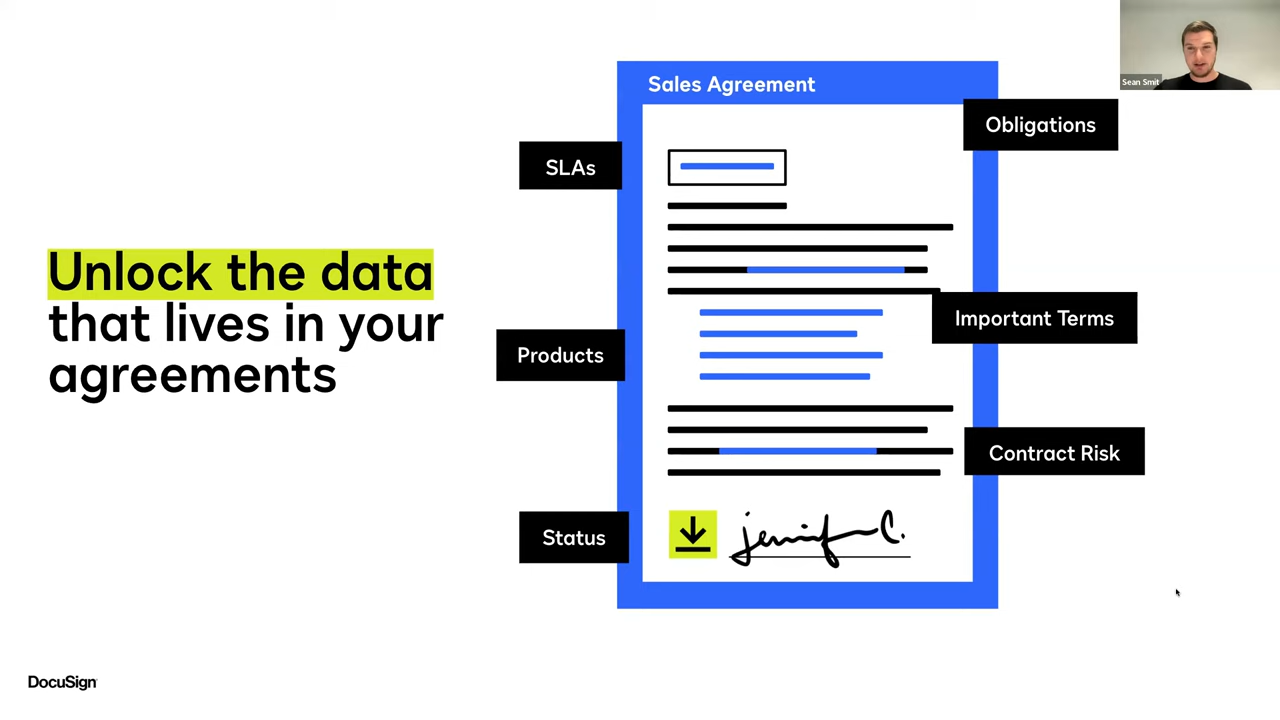 Sean Smit
Sales Agreement
Obligations
SLAs
Unlock the data
that lives in your
agreements
Important Terms
Products
Contract Risk
Status
jennifer C.
DocuSign